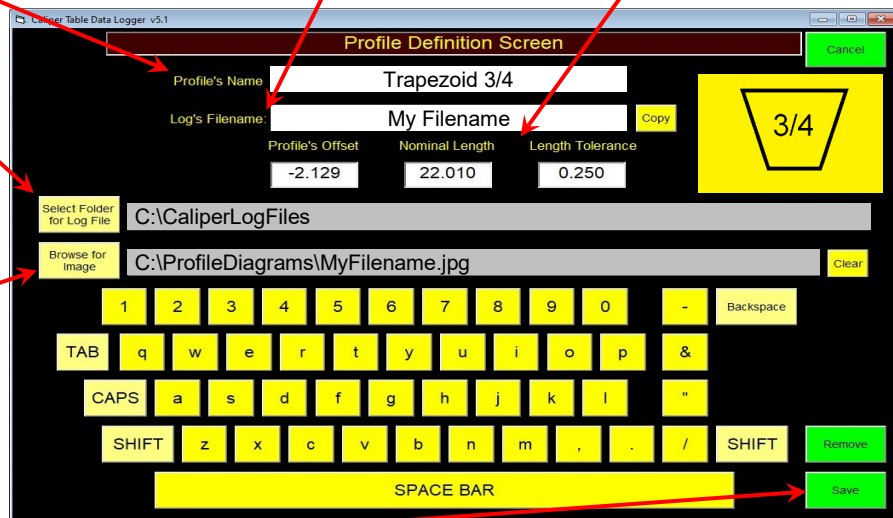 Caliper Table Data Logger v5.1
Profile Definition Screen
Cancel
Profile's Name
Trapezoid 3/4
Log's Filename:
My Filename
Copy
3/4
Profile's Offset Nominal Length Length Tolerance
-2.129 22.010 0.250
Select Folder
for Log File
C:\CaliperLogFiles
Browse for
Image
C:\ProfileDiagrams\MyFilename.jpg
Clear
1 2 3 4 5 6 7 8 9 0 - Backspace
TAB q w e r t y u i o p &
CAPS a s d f g h j k l "
SHIFT z x c v b n m , . / SHIFT
Remove
SPACE BAR
Save